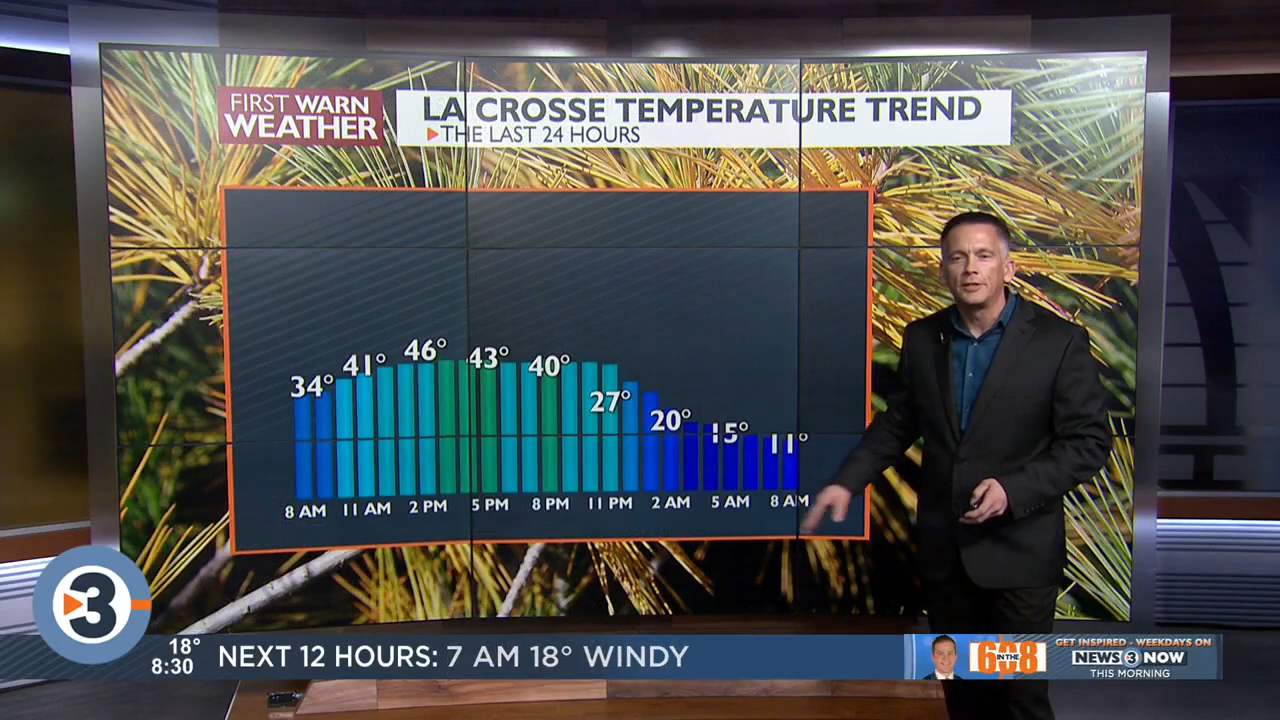 FIRST WARN
WEATHER
LA CROSSE TEMPERATURE TREND
THE LAST 24 HOURS
34° 41° 46° 43° 40° 27° 20° 15° 11°
8 AM 11 AM 2 PM 5 PM 8 PM 11 PM 2 AM 5 AM 8 AM
3
18°
8:30
NEXT 12 HOURS: 7 AM 18° WINDY
608
IN THE
GET INSPIRED - WEEKDAYS ON
NEWS 3 NOW
THIS MORNING